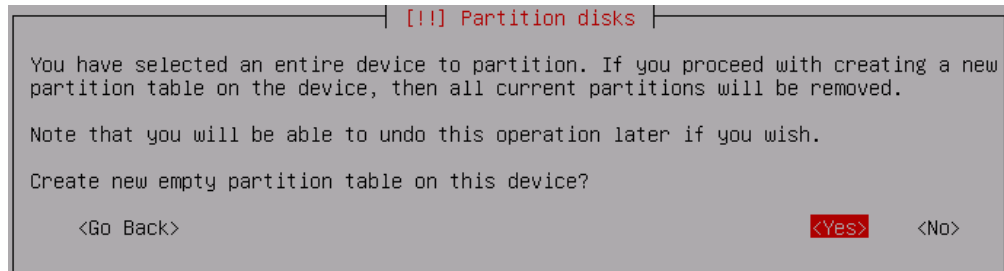 [!!] Partition disks
You have selected an entire device to partition. If you proceed with creating a new
partition table on the device, then all current partitions will be removed.
Note that you will be able to undo this operation later if you wish.
Create new empty partition table on this device?
<Go Back> <Yes> <No>